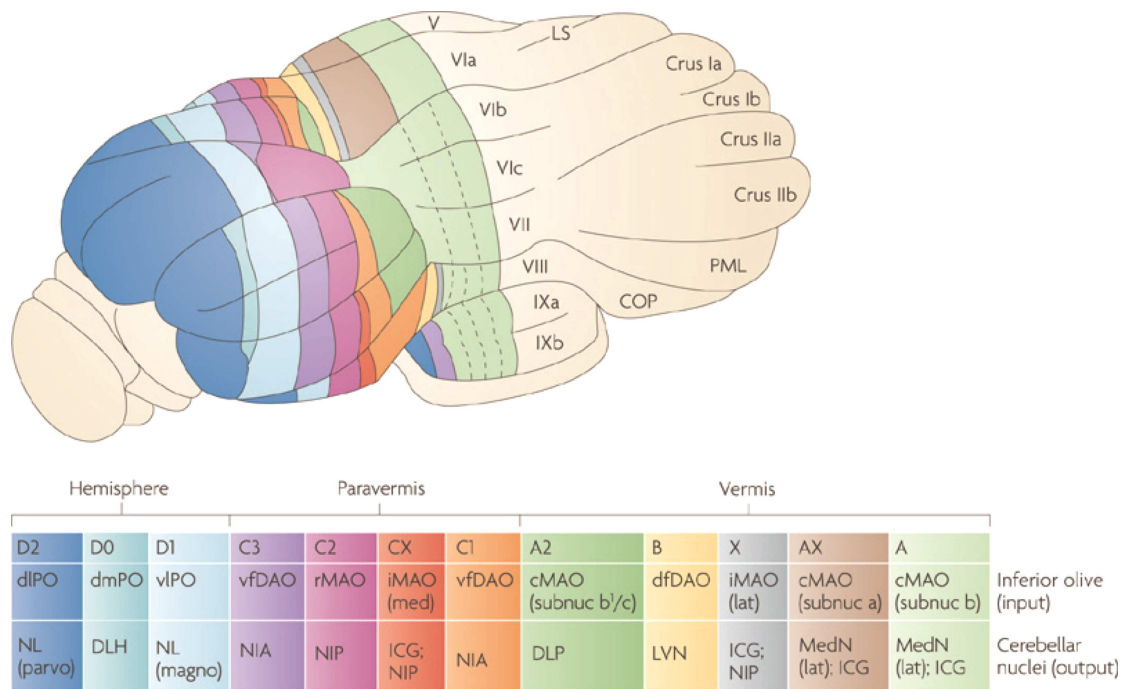 V
LS
VIa
Crus Ia
VIb
Crus Ib
Crus IIa
VIc
Crus IIb
VII
VIII
PML
IXa
COP
IXb
Hemisphere Paravermis Vermis
D2 D0 D1 C3 C2 CX C1 A2 B X AX A
dlPO dmPO vlPO vfDAO rMAO iMAO (med) vfDAO cMAO (subnuc b¹/c) dfDAO iMAO (lat) cMAO (subnuc a) cMAO (subnuc b) Inferior olive (input)
NL (parvo) DLH NL (magno) NIA NIP ICG; NIP NIA DLP LVN ICG; NIP MedN (lat); ICG MedN (lat); ICG Cerebellar nuclei (output)